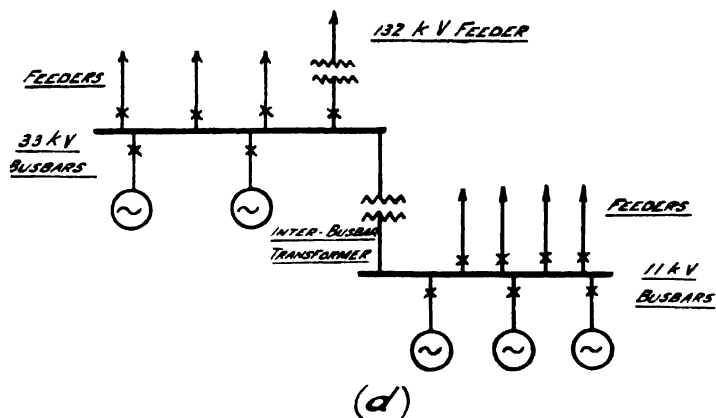 132 kV FEEDER
FEEDERS
33 kV
BUSBARS
INTER-BUSBAR
TRANSFORMER
FEEDERS
11 kV
BUSBARS
(d)